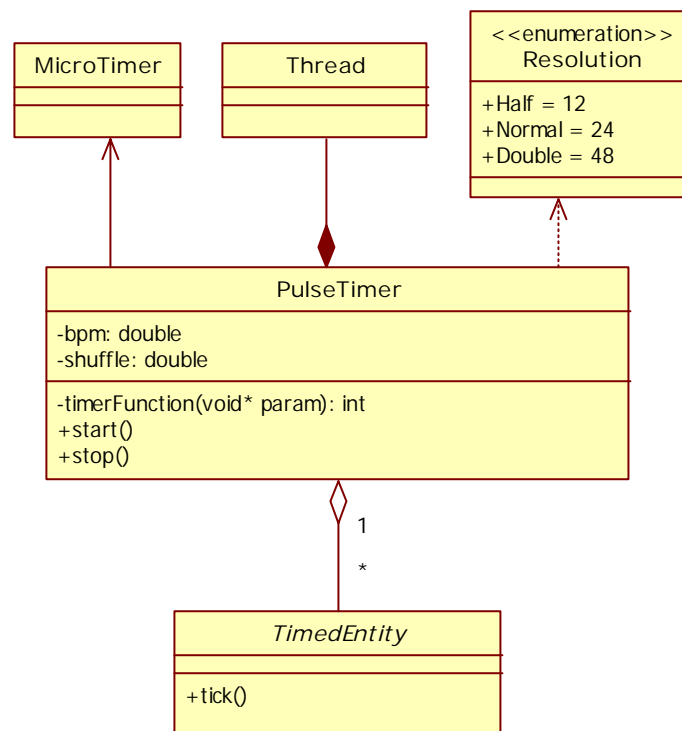 MicroTimer
Thread
<<enumeration>>
Resolution
+Half = 12
+Normal = 24
+Double = 48
PulseTimer
-bpm: double
-shuffle: double
-timerFunction(void* param): int
+start()
+stop()
1
*
TimedEntity
+tick()